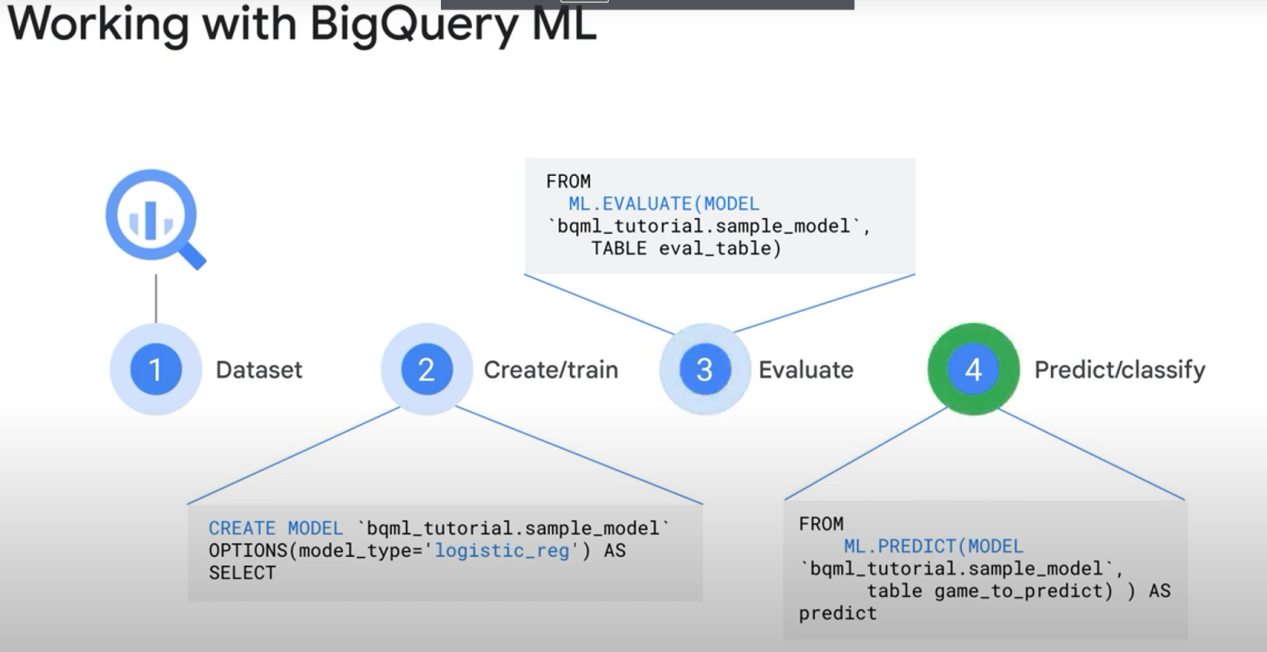 Working with BigQuery ML
FROM
ML.EVALUATE(MODEL
`bqml_tutorial.sample_model`,
TABLE eval_table)
1 Dataset
2 Create/train
3 Evaluate
4 Predict/classify
CREATE MODEL `bqml_tutorial.sample_model`
OPTIONS(model_type='logistic_reg') AS
SELECT
FROM
ML.PREDICT(MODEL
`bqml_tutorial.sample_model`,
table game_to_predict) ) AS
predict